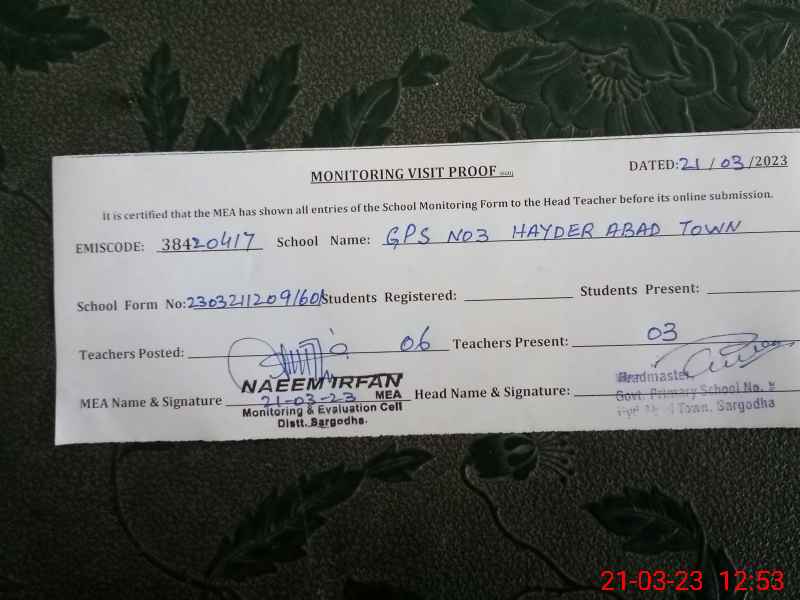 MONITORING VISIT PROOF
DATED: 21 / 03 /2023
It is certified that the MEA has shown all entries of the School Monitoring Form to the Head Teacher before its online submission.
EMISCODE: 38420417 School Name: GPS NO3 HAYDER ABAD TOWN
School Form No: 2303211209/60/ Students Registered: Students Present:
Teachers Posted: 06 Teachers Present: 03
MEA Name & Signature Head Name & Signature:
NAEEM IRFAN
21-03-23 MEA
Monitoring & Evaluation Cell
Distt. Sargodha.
Headmaster
Govt. Primary School No.
Town, Sargodha
21-03-23 12:53